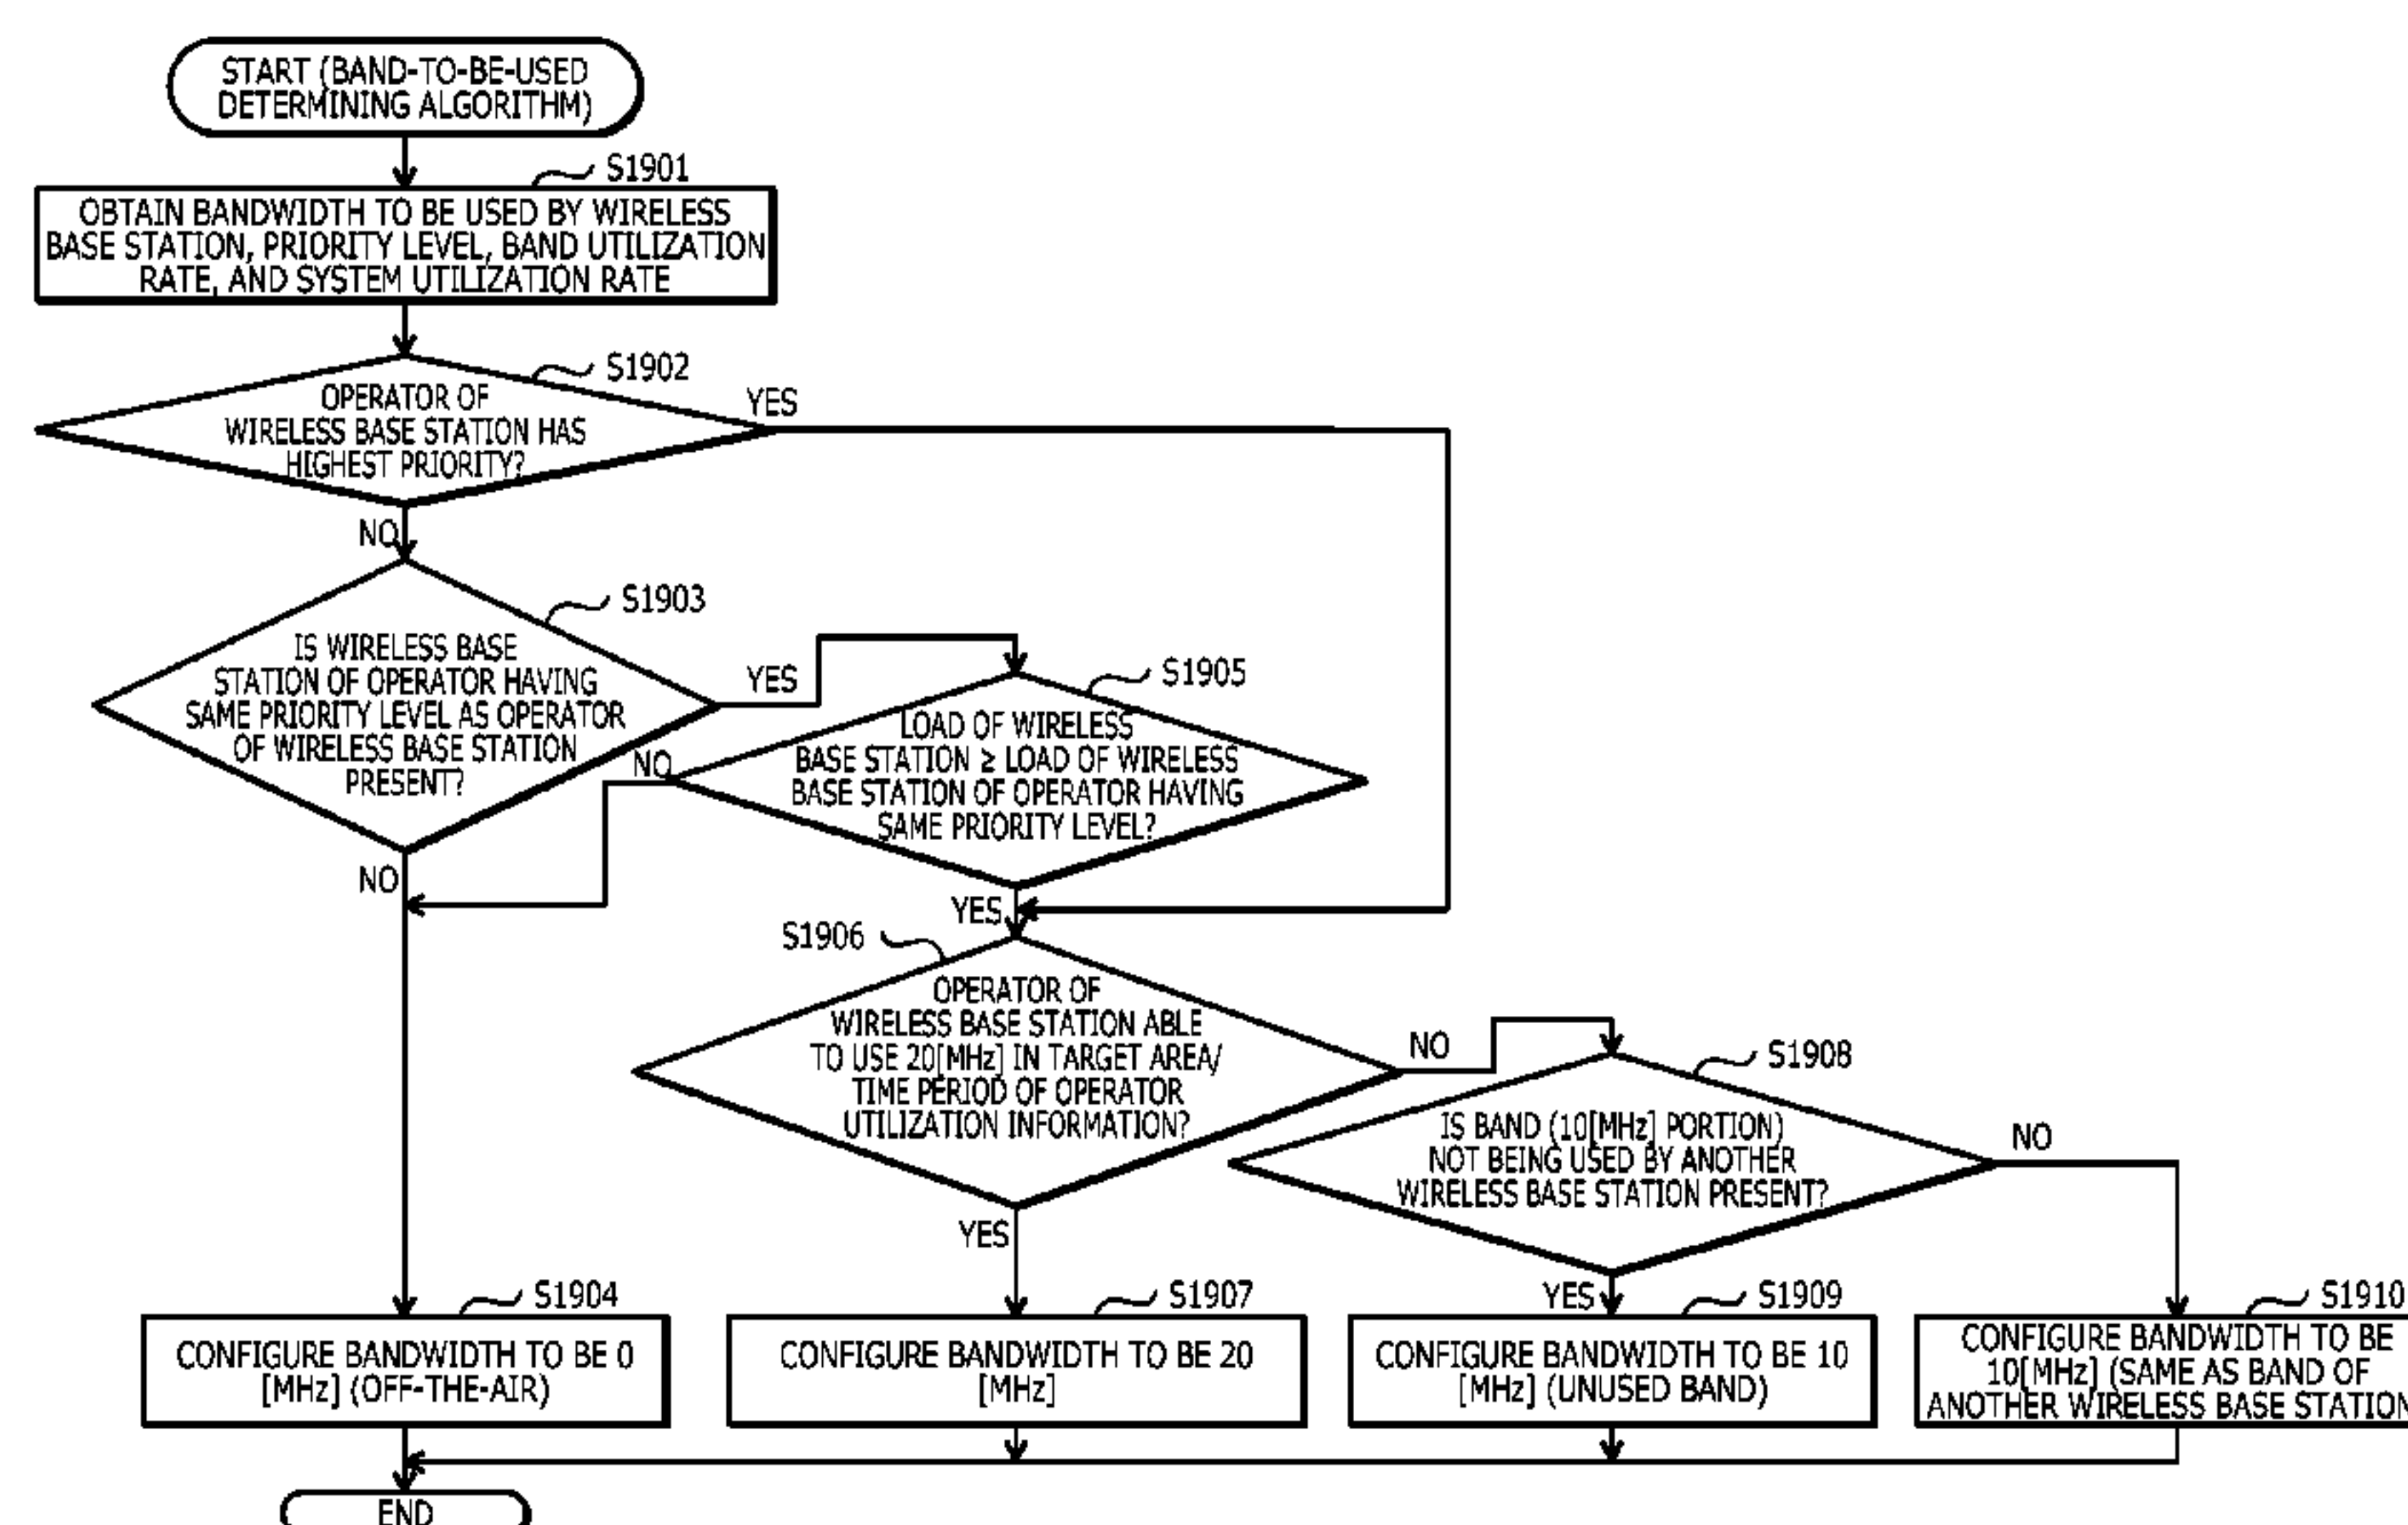 START (BAND-TO-BE-USED
DETERMINING ALGORITHM)
S1901
OBTAIN BANDWIDTH TO BE USED BY WIRELESS
BASE STATION, PRIORITY LEVEL, BAND UTILIZATION
RATE, AND SYSTEM UTILIZATION RATE
S1902
OPERATOR OF
WIRELESS BASE STATION HAS
HIGHEST PRIORITY?
YES
NO
S1903
IS WIRELESS BASE
STATION OF OPERATOR HAVING
SAME PRIORITY LEVEL AS OPERATOR
OF WIRELESS BASE STATION
PRESENT?
YES
NO
S1905
LOAD OF WIRELESS
BASE STATION ≥ LOAD OF WIRELESS
BASE STATION OF OPERATOR HAVING
SAME PRIORITY LEVEL?
NO
YES
S1906
OPERATOR OF
WIRELESS BASE STATION ABLE
TO USE 20[MHz] IN TARGET AREA/
TIME PERIOD OF OPERATOR
UTILIZATION INFORMATION?
NO
YES
S1908
IS BAND (10[MHz] PORTION)
NOT BEING USED BY ANOTHER
WIRELESS BASE STATION PRESENT?
NO
YES
S1904
CONFIGURE BANDWIDTH TO BE 0
[MHz] (OFF-THE-AIR)
S1907
CONFIGURE BANDWIDTH TO BE 20
[MHz]
S1909
CONFIGURE BANDWIDTH TO BE 10
[MHz] (UNUSED BAND)
S1910
CONFIGURE BANDWIDTH TO BE
10[MHz] (SAME AS BAND OF
ANOTHER WIRELESS BASE STATION
END